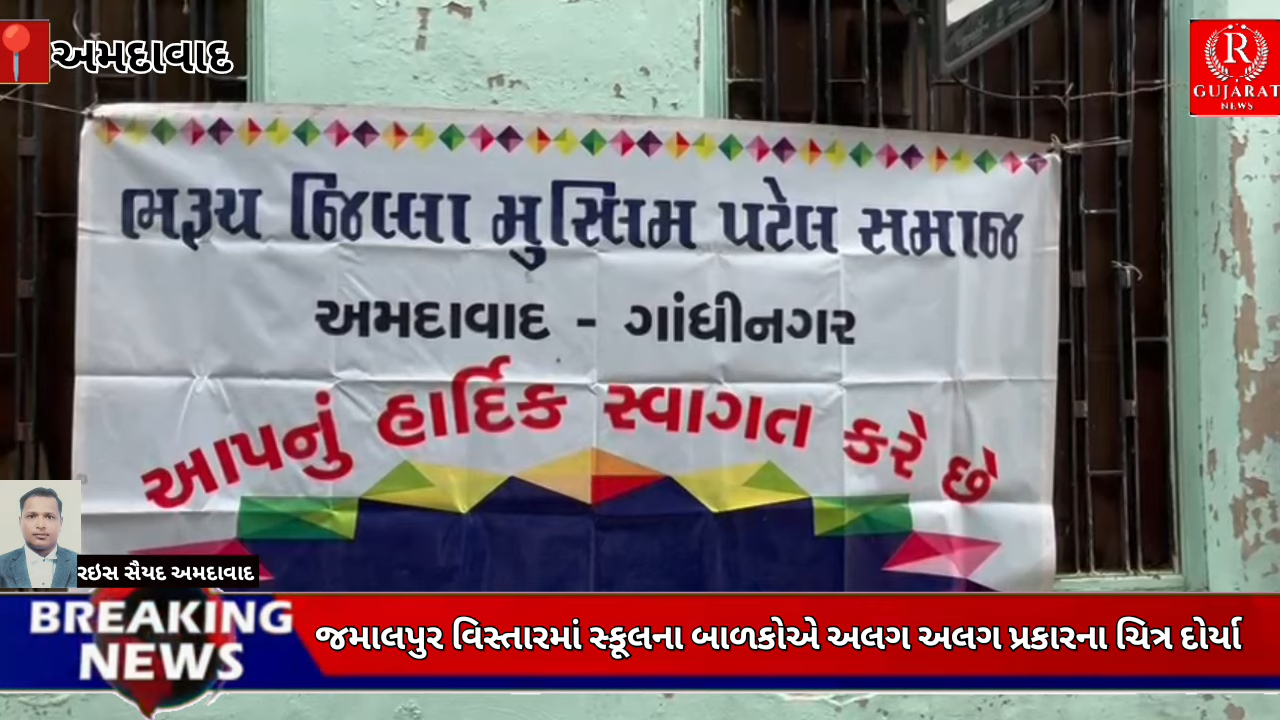 અમદાવાદ
R
GUJARAT
NEWS
ભરૂચ જિલ્લા મુસ્લિમ પટેલ સમાજ
અમદાવાદ - ગાંધીનગર
આપનું હાર્દિક સ્વાગત કરે છે
રઇસ સૈયદ અમદાવાદ
BREAKING
NEWS
જમાલપુર વિસ્તારમાં સ્કૂલના બાળકોએ અલગ અલગ પ્રકારના ચિત્ર દોર્યા